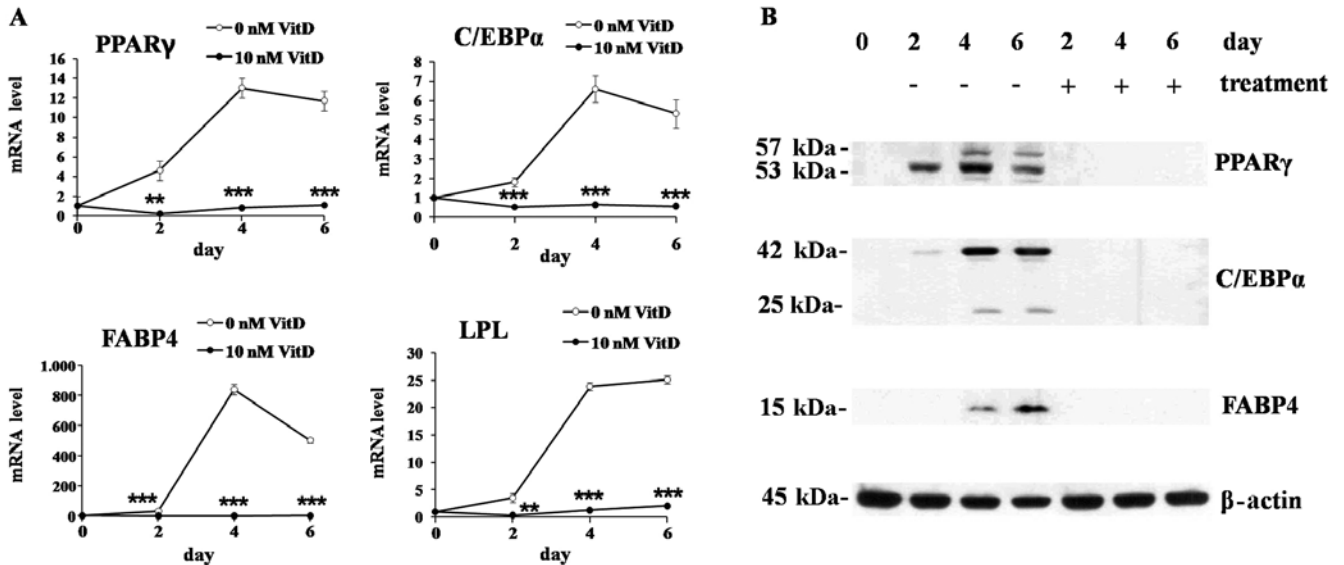 A
PPARγ
0 nM VitD
10 nM VitD
mRNA level
16
14
12
10
8
6
4
2
0
**
***
***
0 2 4 6
day
C/EBPα
0 nM VitD
10 nM VitD
mRNA level
8
7
6
5
4
3
2
1
0
***
***
***
0 2 4 6
day
FABP4
0 nM VitD
10 nM VitD
mRNA level
1.000
800
600
400
200
0
***
***
***
0 2 4 6
day
LPL
0 nM VitD
10 nM VitD
mRNA level
30
25
20
15
10
5
0
**
***
***
0 2 4 6
day
B
0 2 4 6 2 4 6 day
- - - + + + treatment
57 kDa-
53 kDa-
PPARγ
42 kDa-
25 kDa-
C/EBPα
15 kDa-
FABP4
45 kDa-
β-actin